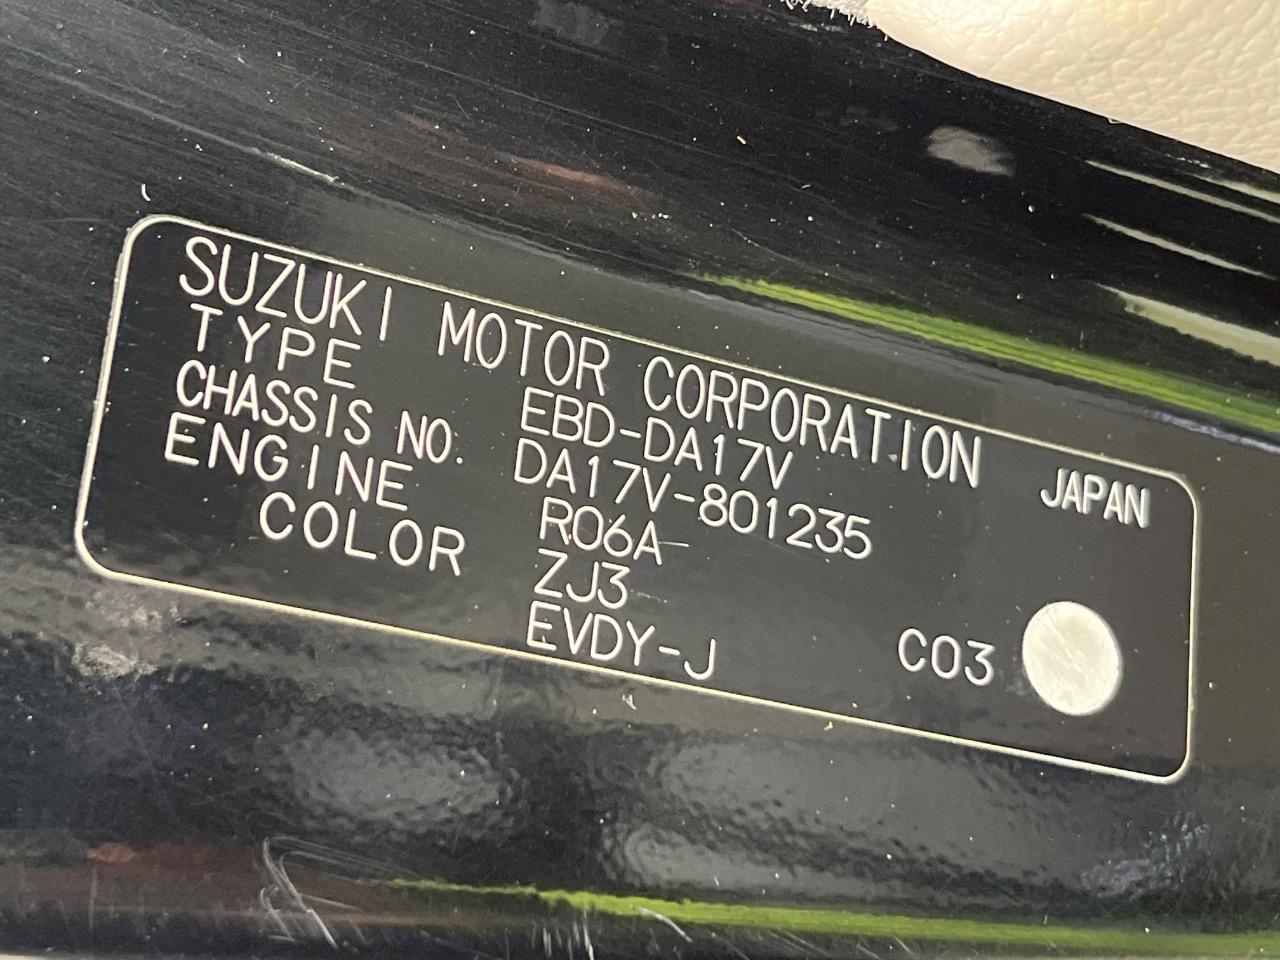 SUZUKI MOTOR CORPORATION JAPAN
TYPE EBD-DA17V
CHASSIS NO. DA17V-801235
ENGINE R06A
COLOR ZJ3
EVDY-J C03